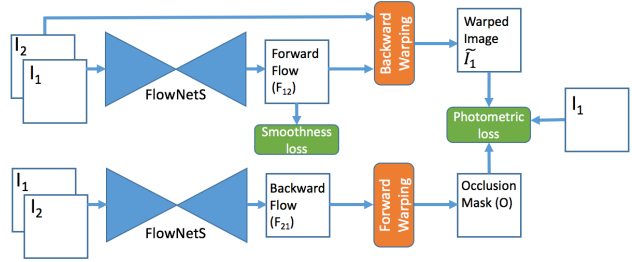 I2
I1
FlowNetS
Forward
Flow
(F12)
Smoothness
loss
Backward
Warping
Warped
Image
Ĩ1
Photometric
loss
I1
I1
I2
FlowNetS
Backward
Flow
(F21)
Forward
Warping
Occlusion
Mask (O)